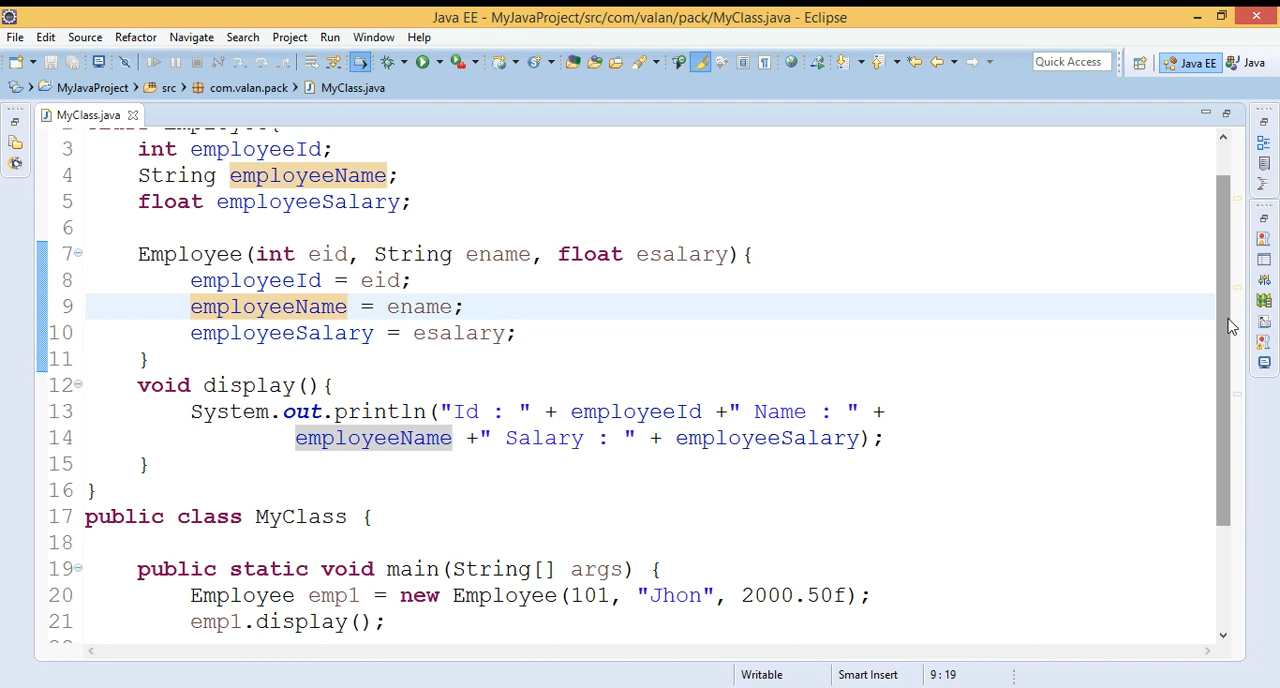 Java EE - MyJavaProject/src/com/valan/pack/MyClass.java - Eclipse
File Edit Source Refactor Navigate Search Project Run Window Help
Quick Access Java EE Java
MyJavaProject src com.valan.pack MyClass.java
MyClass.java
3 int employeeId;
4 String employeeName;
5 float employeeSalary;
6
7 Employee(int eid, String ename, float esalary){
8 employeeId = eid;
9 employeeName = ename;
10 employeeSalary = esalary;
11 }
12 void display(){
13 System.out.println("Id : " + employeeId +" Name : " +
14 employeeName +" Salary : " + employeeSalary);
15 }
16 }
17 public class MyClass {
18
19 public static void main(String[] args) {
20 Employee emp1 = new Employee(101, "Jhon", 2000.50f);
21 emp1.display();
Writable Smart Insert 9 : 19